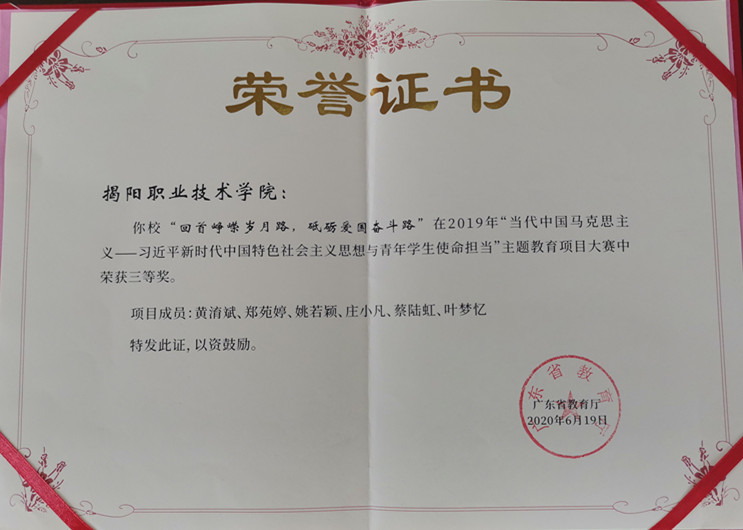 荣誉证书
揭阳职业技术学院：
你校“回首峥嵘岁月路，砥砺爱国奋斗路”在2019年“当代中国马克思主
义——习近平新时代中国特色社会主义思想与青年学生使命担当”主题教育项目大赛中
荣获三等奖。
项目成员：黄洧斌、郑苑婷、姚若颖、庄小凡、蔡陆虹、叶梦忆
特发此证，以资鼓励。
广东省教育厅
广东省教育厅
2020年6月19日